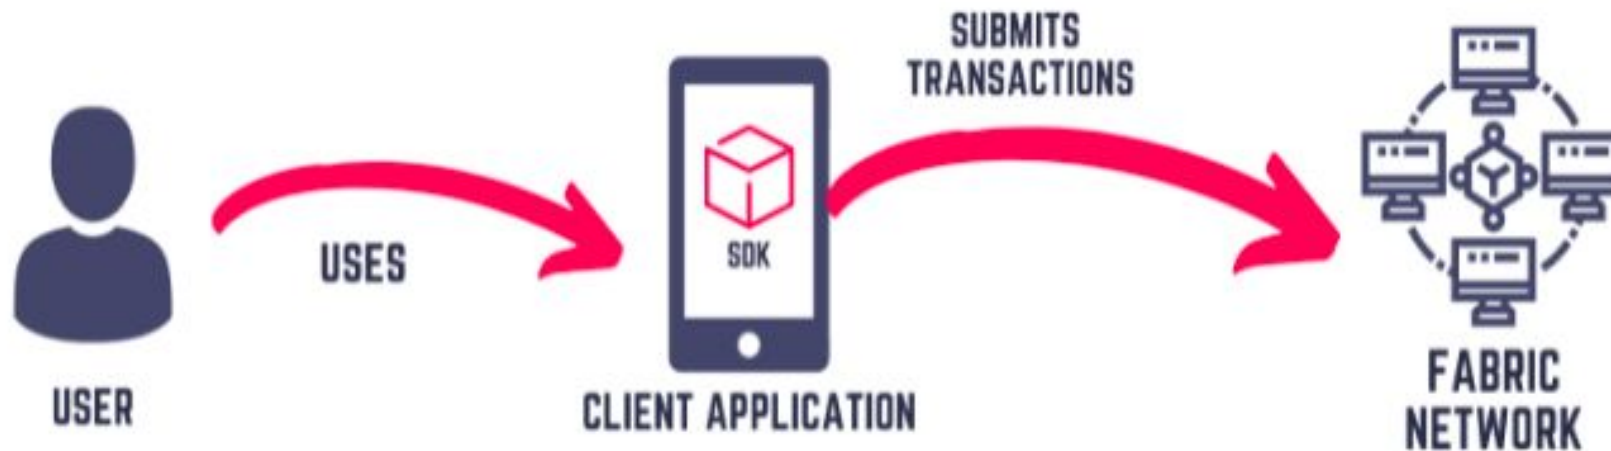 SUBMITS
TRANSACTIONS
USES
SDK
USER
CLIENT APPLICATION
FABRIC
NETWORK